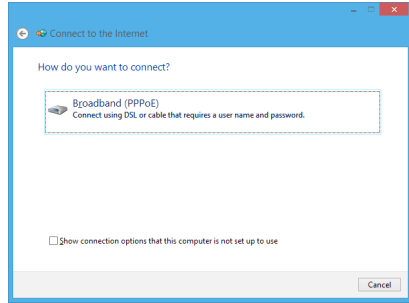 Connect to the Internet
How do you want to connect?
Broadband (PPPoE)
Connect using DSL or cable that requires a user name and password.
Show connection options that this computer is not set up to use
Cancel